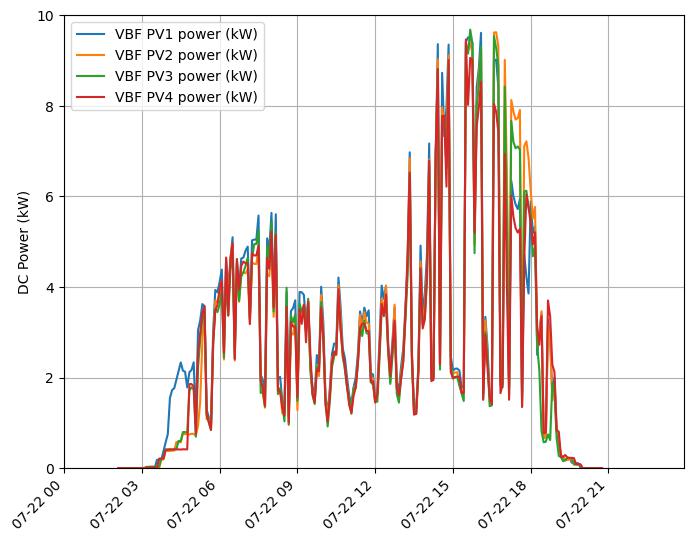 10
8
6
4
2
0
DC Power (kW)
VBF PV1 power (kW)
VBF PV2 power (kW)
VBF PV3 power (kW)
VBF PV4 power (kW)
07-22 00
07-22 03
07-22 06
07-22 09
07-22 12
07-22 15
07-22 18
07-22 21